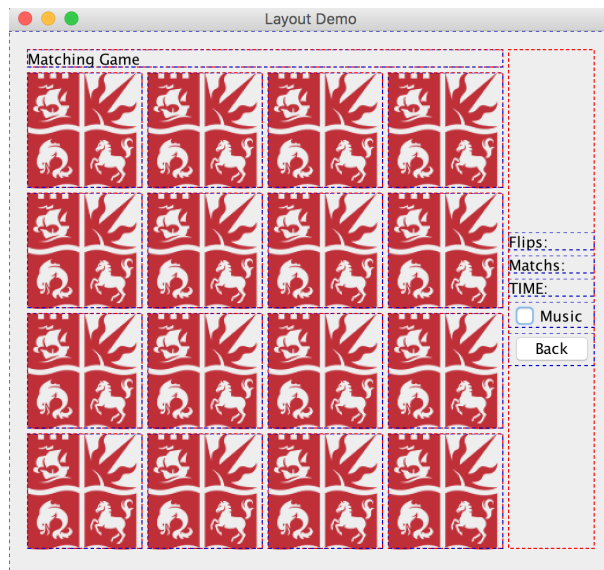 Layout Demo
Matching Game
Flips:
Matchs:
TIME:
Music
Back